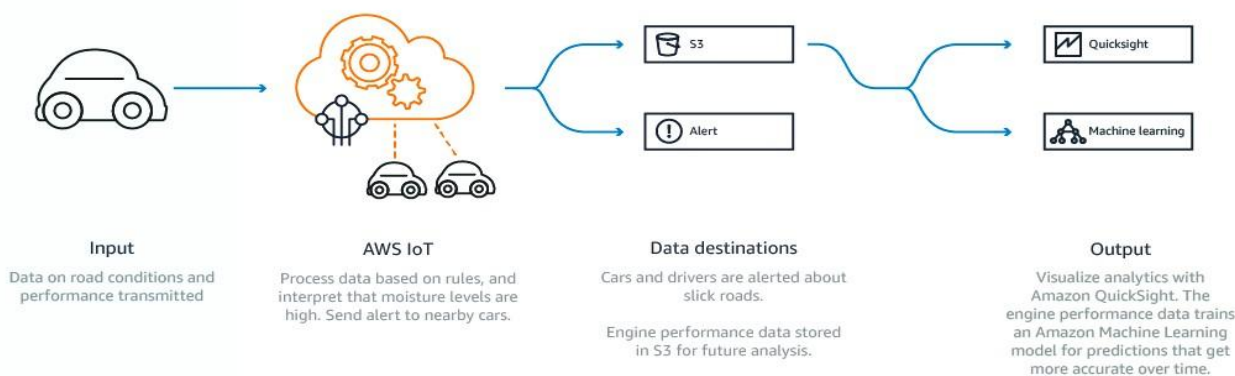 S3
Quicksight
Alert
Machine learning
Input
Data on road conditions and
performance transmitted
AWS IoT
Process data based on rules, and
interpret that moisture levels are
high. Send alert to nearby cars.
Data destinations
Cars and drivers are alerted about
slick roads.
Engine performance data stored
in S3 for future analysis.
Output
Visualize analytics with
Amazon QuickSight. The
engine performance data trains
an Amazon Machine Learning
model for predictions that get
more accurate over time.